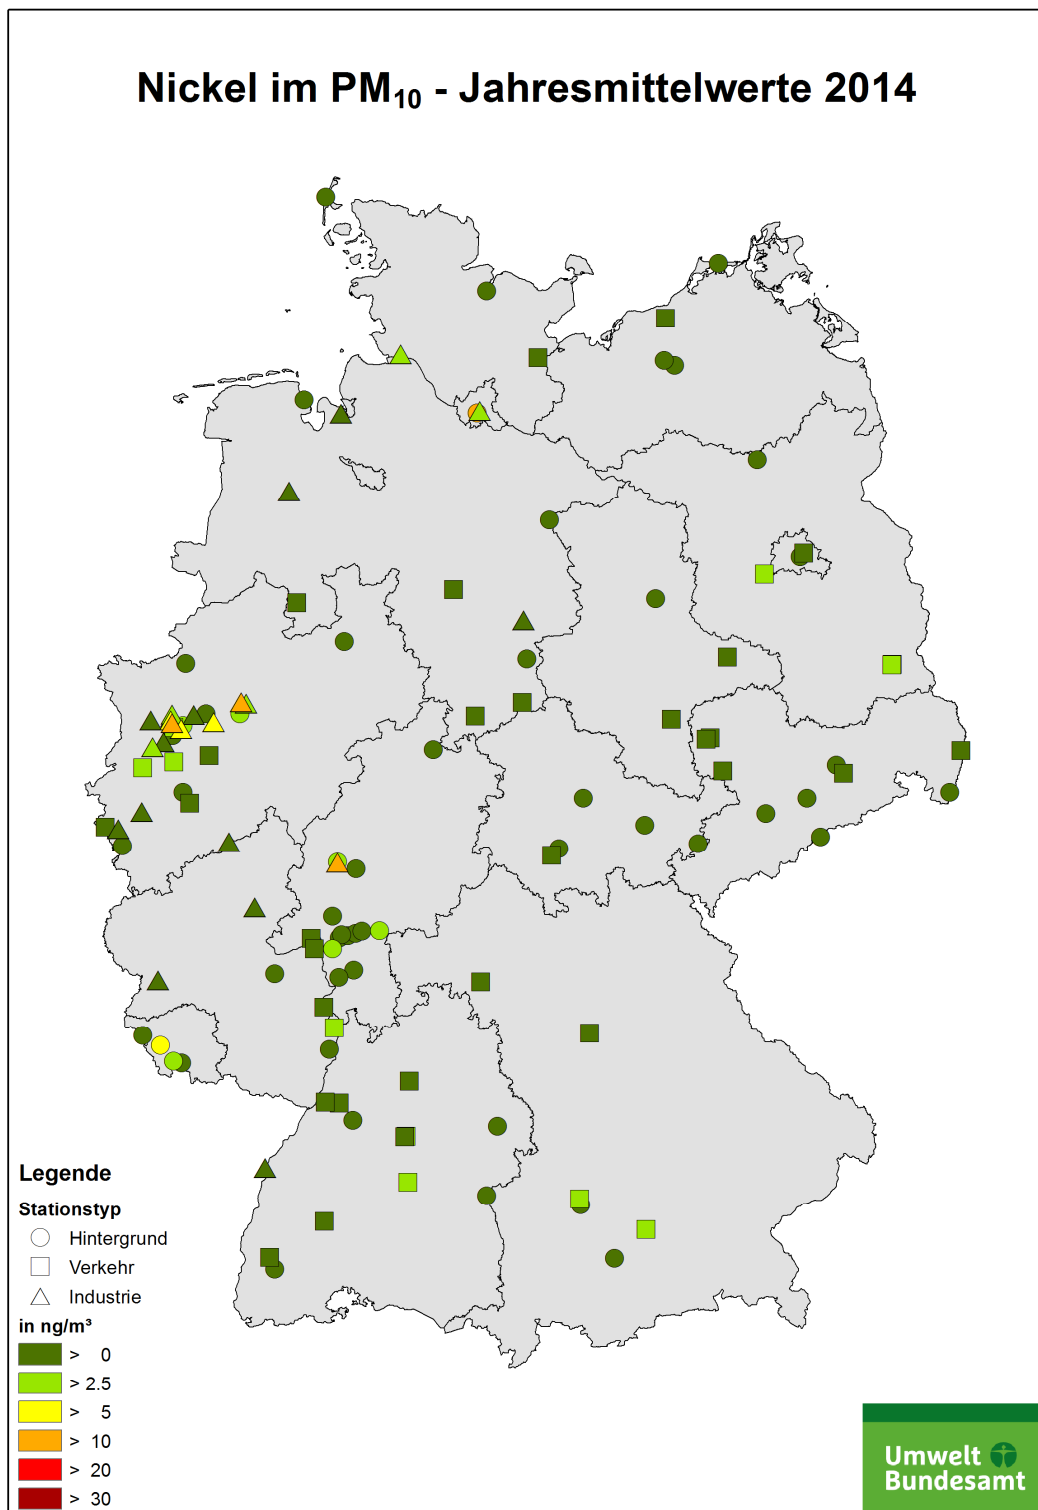 Nickel im PM₁₀ - Jahresmittelwerte 2014
Legende
Stationstyp
Hintergrund
Verkehr
Industrie
in ng/m³
> 0
> 2.5
> 5
> 10
> 20
> 30
Umwelt
Bundesamt